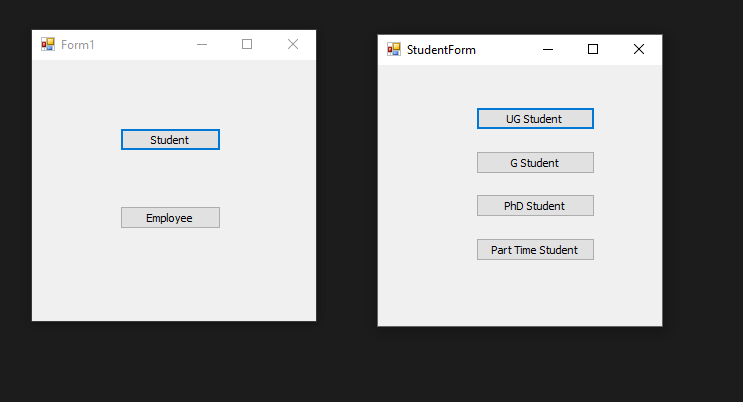 Form1
Student
Employee
StudentForm
UG Student
G Student
PhD Student
Part Time Student